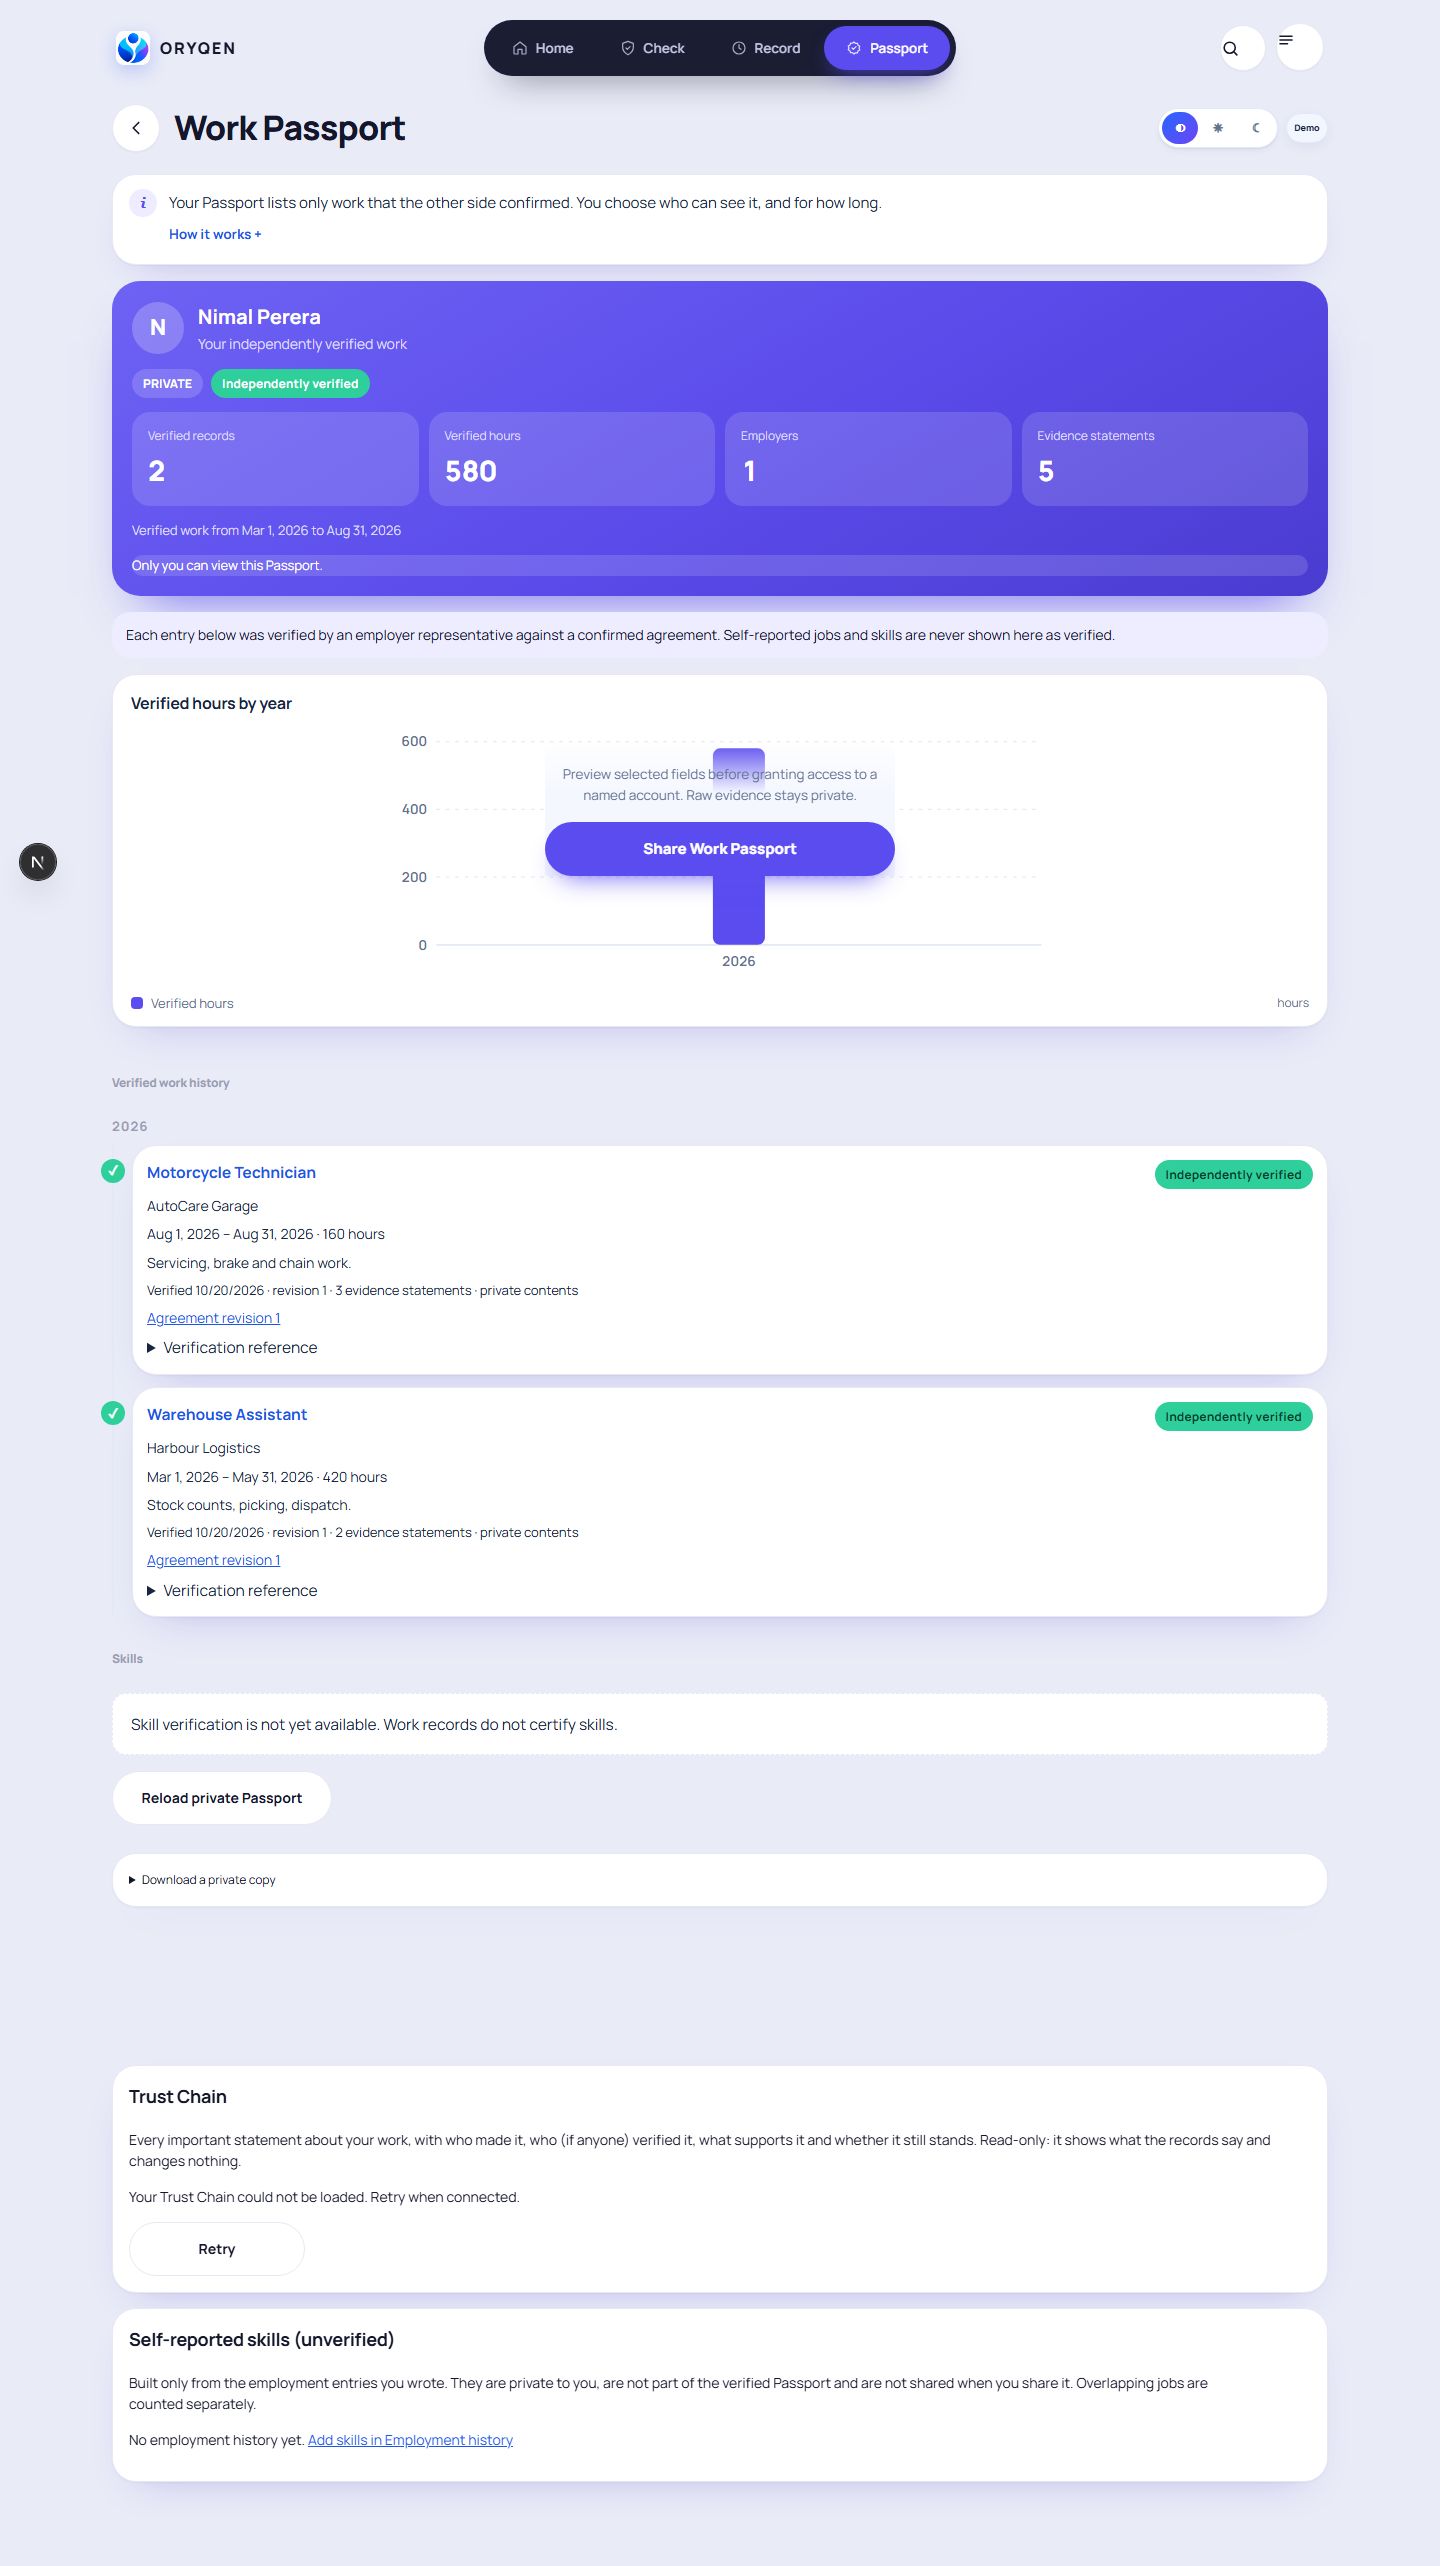 ORYQEN
Home
Check
Record
Passport
Work Passport
Demo
i
Your Passport lists only work that the other side confirmed. You choose who can see it, and for how long.
How it works +
N
Nimal Perera
Your independently verified work
PRIVATE
Independently verified
Verified records
2
Verified hours
580
Employers
1
Evidence statements
5
Verified work from Mar 1, 2026 to Aug 31, 2026
Only you can view this Passport.
Each entry below was verified by an employer representative against a confirmed agreement. Self-reported jobs and skills are never shown here as verified.
Verified hours by year
600
400
200
0
2026
Preview selected fields before granting access to a
named account. Raw evidence stays private.
Share Work Passport
N
Verified hours
hours
Verified work history
2026
Motorcycle Technician
Independently verified
AutoCare Garage
Aug 1, 2026 – Aug 31, 2026 · 160 hours
Servicing, brake and chain work.
Verified 10/20/2026 · revision 1 · 3 evidence statements · private contents
Agreement revision 1
Verification reference
Warehouse Assistant
Independently verified
Harbour Logistics
Mar 1, 2026 – May 31, 2026 · 420 hours
Stock counts, picking, dispatch.
Verified 10/20/2026 · revision 1 · 2 evidence statements · private contents
Agreement revision 1
Verification reference
Skills
Skill verification is not yet available. Work records do not certify skills.
Reload private Passport
Download a private copy
Trust Chain
Every important statement about your work, with who made it, who (if anyone) verified it, what supports it and whether it still stands. Read-only: it shows what the records say and
changes nothing.
Your Trust Chain could not be loaded. Retry when connected.
Retry
Self-reported skills (unverified)
Built only from the employment entries you wrote. They are private to you, are not part of the verified Passport and are not shared when you share it. Overlapping jobs are
counted separately.
No employment history yet. Add skills in Employment history